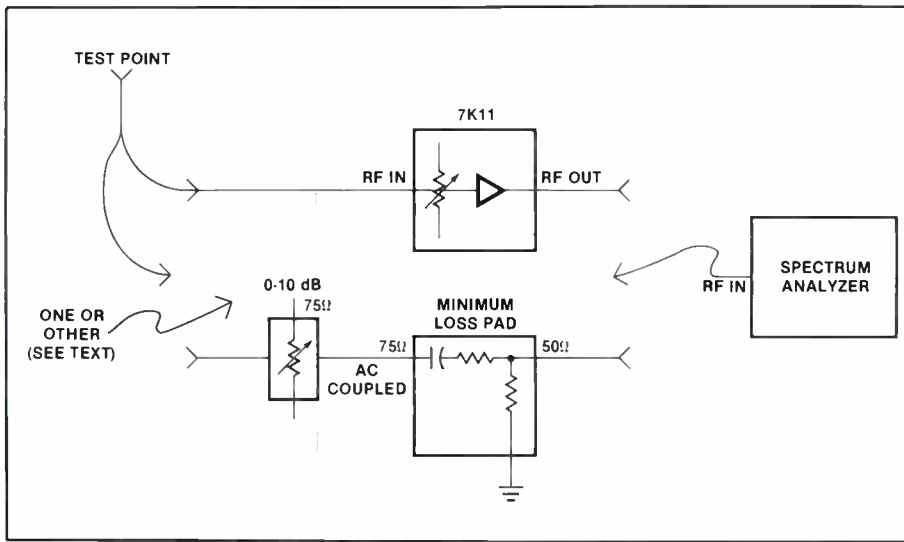 TEST POINT
7K11
RF IN
RF OUT
SPECTRUM
ANALYZER
RF IN
ONE OR
OTHER
(SEE TEXT)
0-10 dB
75Ω
AC
COUPLED
75Ω
MINIMUM
LOSS PAD
50Ω